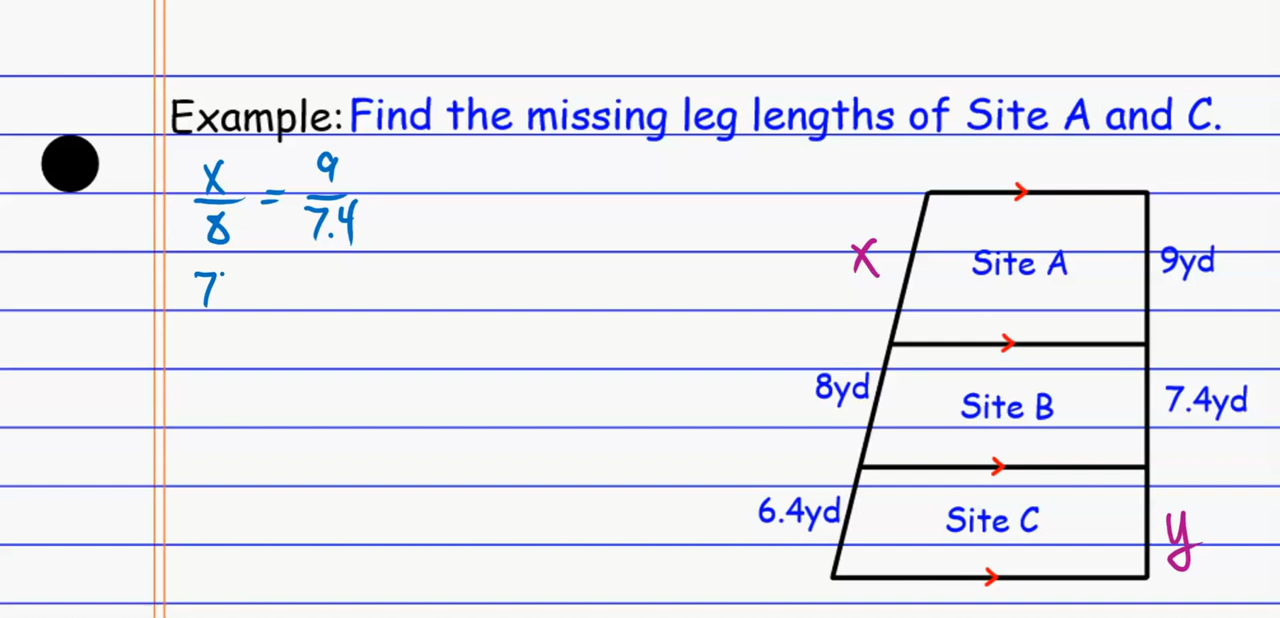 Example: Find the missing leg lengths of Site A and C.
x/8 = 9/7.4
7.
x
Site A
9yd
8yd
Site B
7.4yd
6.4yd
Site C
y